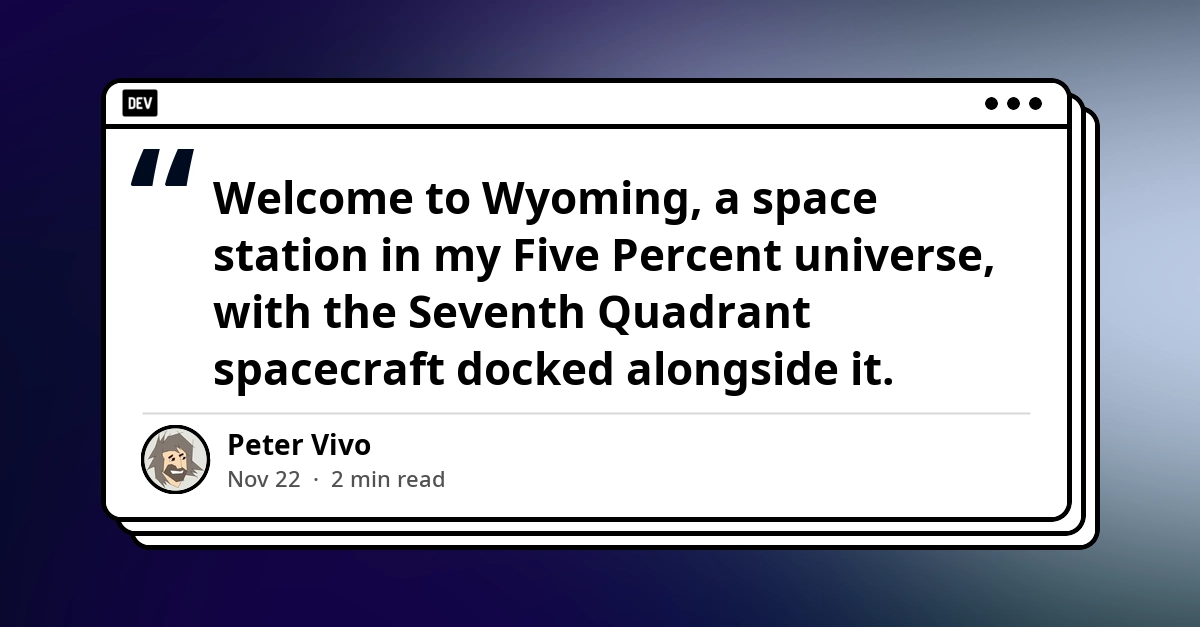 DEV
“ Welcome to Wyoming, a space
station in my Five Percent universe,
with the Seventh Quadrant
spacecraft docked alongside it.
Peter Vivo
Nov 22 · 2 min read